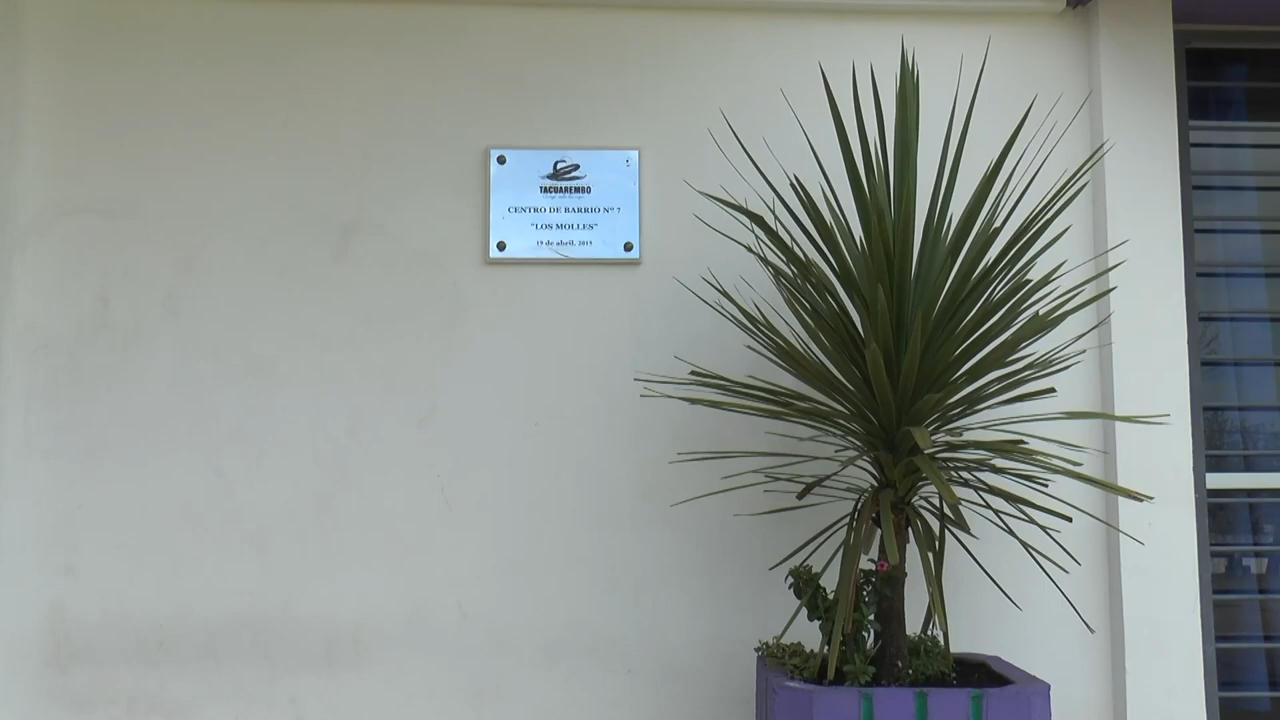 TACUAREMBO
CENTRO DE BARRIO Nº 7
"LOS MOLLES"
19 de abril, 2015